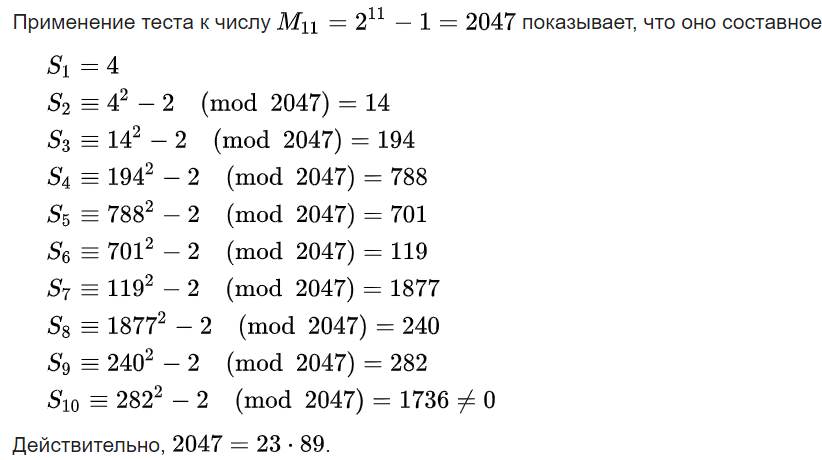 Применение теста к числу M₁₁ = 2¹¹ − 1 = 2047 показывает, что оно составное
S₁ = 4
S₂ ≡ 4² − 2 (mod 2047) = 14
S₃ ≡ 14² − 2 (mod 2047) = 194
S₄ ≡ 194² − 2 (mod 2047) = 788
S₅ ≡ 788² − 2 (mod 2047) = 701
S₆ ≡ 701² − 2 (mod 2047) = 119
S₇ ≡ 119² − 2 (mod 2047) = 1877
S₈ ≡ 1877² − 2 (mod 2047) = 240
S₉ ≡ 240² − 2 (mod 2047) = 282
S₁₀ ≡ 282² − 2 (mod 2047) = 1736 ≠ 0
Действительно, 2047 = 23 · 89.